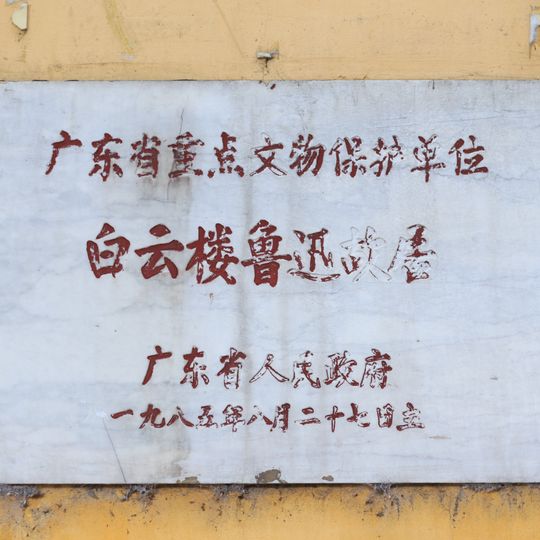 广东省重点文物保护单位
白云楼鲁迅故居
广东省人民政府
一九八五年八月二十七日立